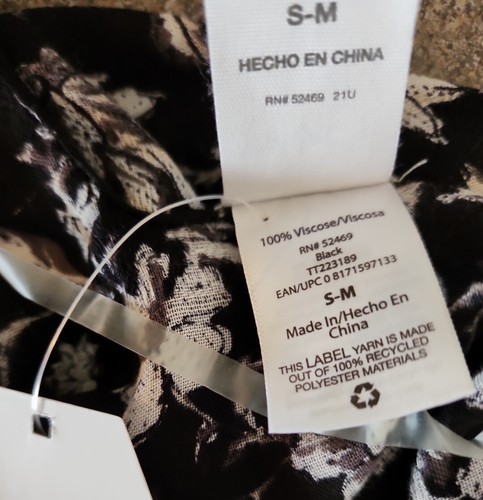 S-M
HECHO EN CHINA
RN# 52469 21U
100% Viscose/Viscosa
RN# 52469
Black
TT223189
EAN/UPC 0 8171597133
S-M
Made In/Hecho En
China
THIS LABEL YARN IS MADE
OUT OF 100% RECYCLED
POLYESTER MATERIALS